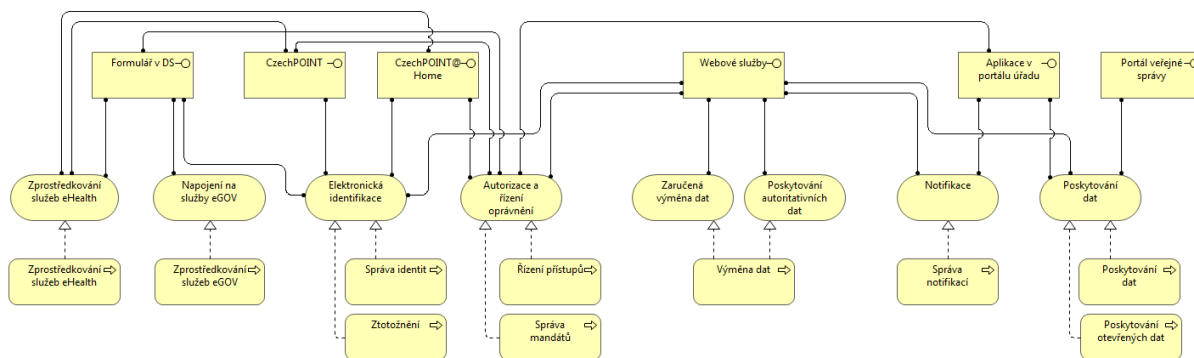 Formulář v DS
CzechPOINT
CzechPOINT@
Home
Webové služby
Aplikace v
portálu úřadu
Portál veřejné
správy
Zprostředkování
služeb eHealth
Napojení na
služby eGOV
Elektronická
identifikace
Autorizace a
řízení
oprávnění
Zaručená
výměna dat
Poskytování
autoritativních
dat
Notifikace
Poskytování
dat
Zprostředkování
služeb eHealth
Zprostředkování
služeb eGOV
Správa identit
Řízení přístupů
Výměna dat
Správa
notifikací
Poskytování
dat
Ztotožnění
Správa
mandátů
Poskytování
otevřených dat